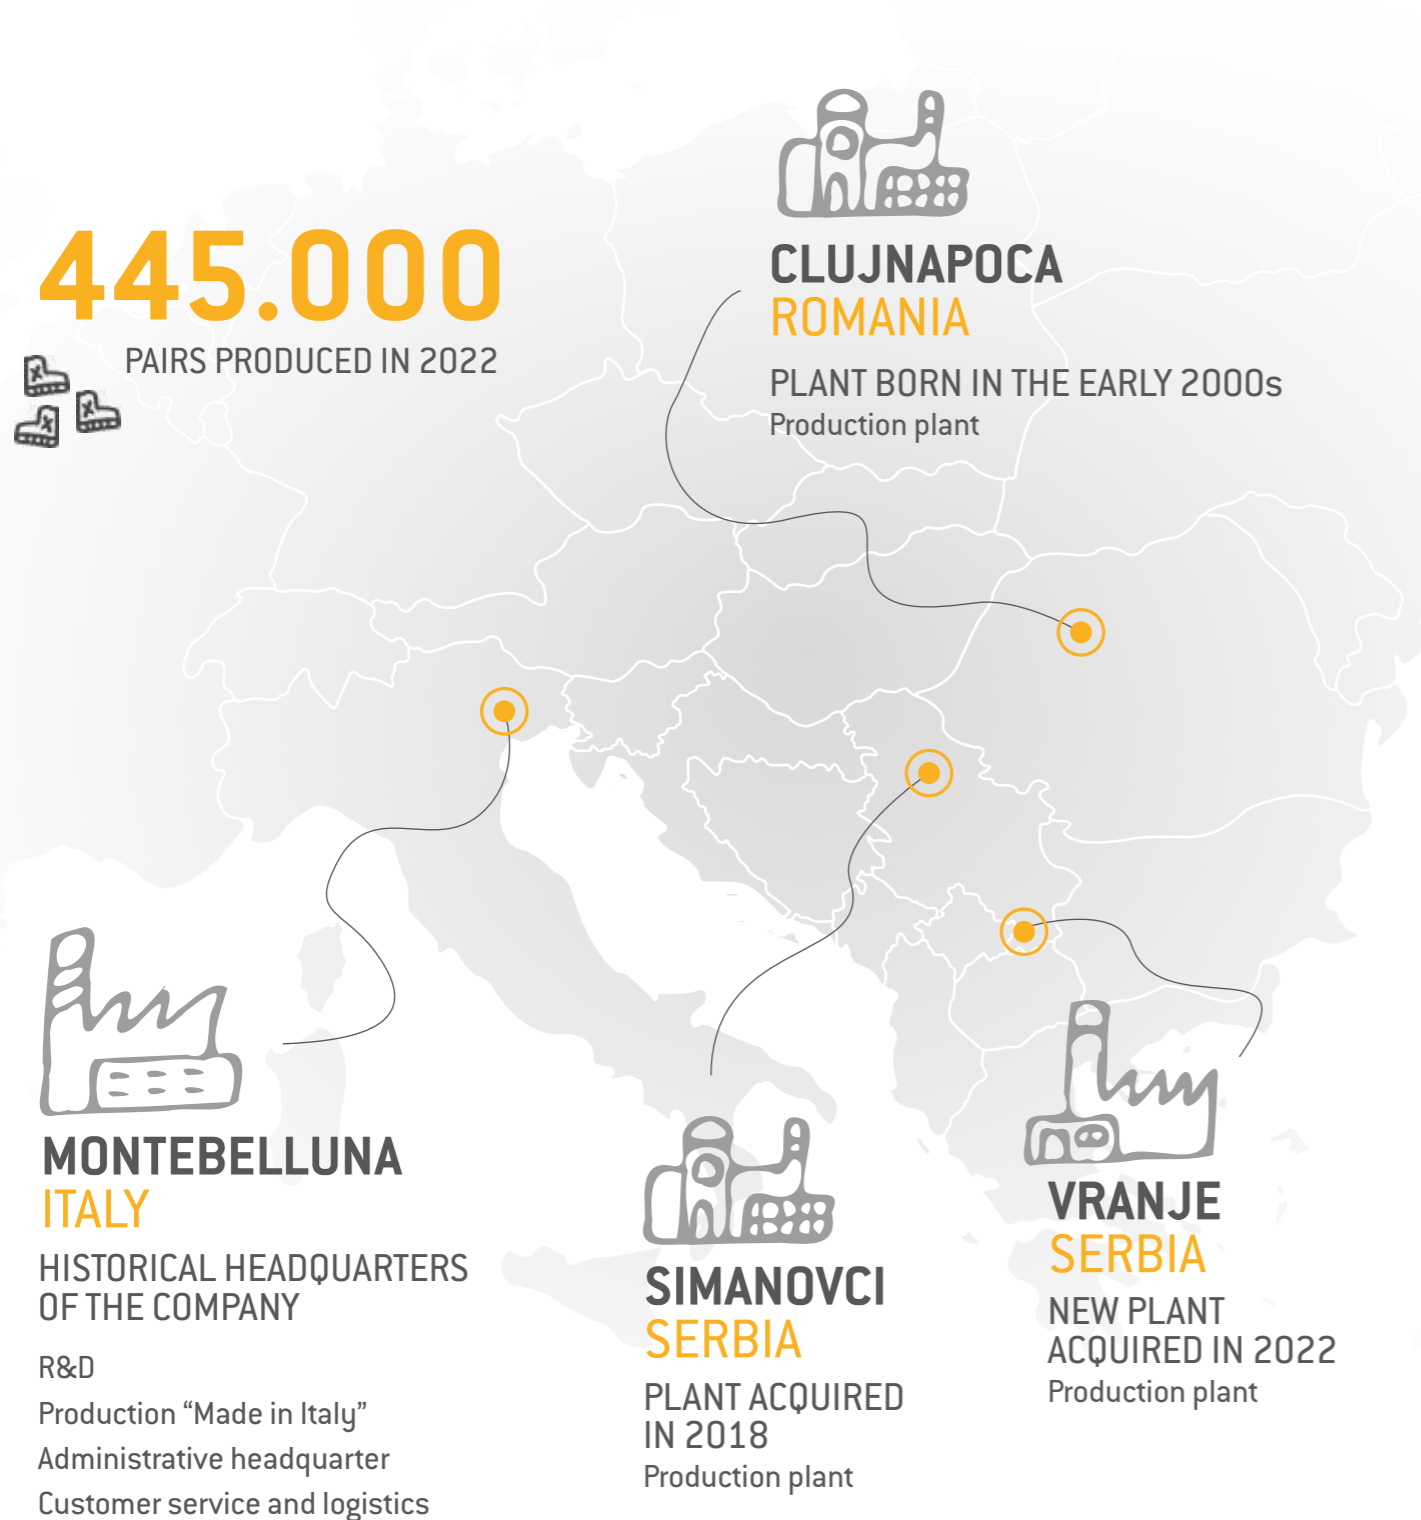 445.000
PAIRS PRODUCED IN 2022
CLUJNAPOCA
ROMANIA
PLANT BORN IN THE EARLY 2000s
Production plant
MONTEBELLUNA
ITALY
HISTORICAL HEADQUARTERS
OF THE COMPANY
R&D
Production “Made in Italy”
Administrative headquarter
Customer service and logistics
SIMANOVCI
SERBIA
PLANT ACQUIRED
IN 2018
Production plant
VRANJE
SERBIA
NEW PLANT
ACQUIRED IN 2022
Production plant